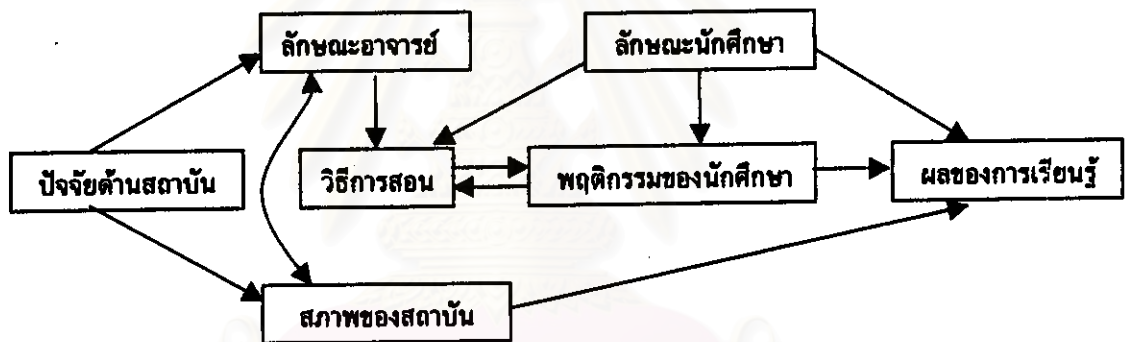 ลักษณะอาจารย์
ลักษณะนักศึกษา
ปัจจัยด้านสถาบัน
วิธีการสอน
พฤติกรรมของนักศึกษา
ผลของการเรียนรู้
สภาพของสถาบัน